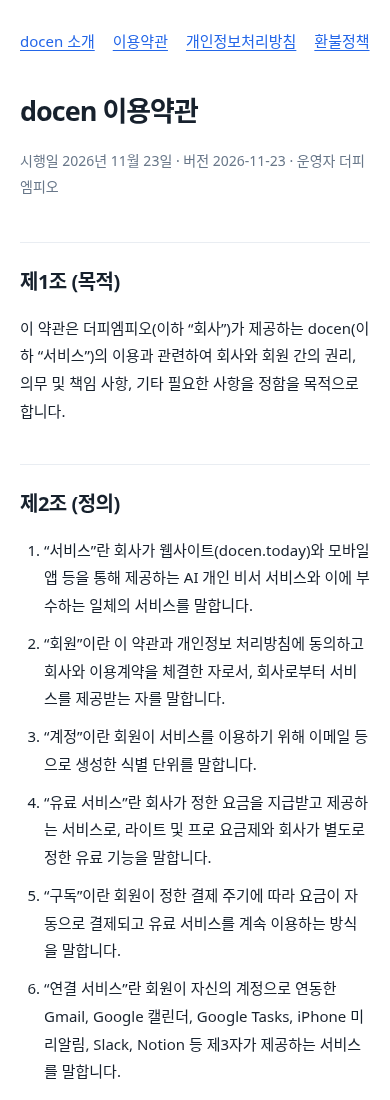 docen 소개 이용약관 개인정보처리방침 환불정책
docen 이용약관
시행일 2026년 11월 23일 · 버전 2026-11-23 · 운영자 더피
엠피오
제1조 (목적)
이 약관은 더피엠피오(이하 “회사”)가 제공하는 docen(이
하 “서비스”)의 이용과 관련하여 회사와 회원 간의 권리,
의무 및 책임 사항, 기타 필요한 사항을 정함을 목적으로
합니다.
제2조 (정의)
1. “서비스”란 회사가 웹사이트(docen.today)와 모바일
앱 등을 통해 제공하는 AI 개인 비서 서비스와 이에 부
수하는 일체의 서비스를 말합니다.
2. “회원”이란 이 약관과 개인정보 처리방침에 동의하고
회사와 이용계약을 체결한 자로서, 회사로부터 서비
스를 제공받는 자를 말합니다.
3. “계정”이란 회원이 서비스를 이용하기 위해 이메일 등
으로 생성한 식별 단위를 말합니다.
4. “유료 서비스”란 회사가 정한 요금을 지급받고 제공하
는 서비스로, 라이트 및 프로 요금제와 회사가 별도로
정한 유료 기능을 말합니다.
5. “구독”이란 회원이 정한 결제 주기에 따라 요금이 자
동으로 결제되고 유료 서비스를 계속 이용하는 방식
을 말합니다.
6. “연결 서비스”란 회원이 자신의 계정으로 연동한
Gmail, Google 캘린더, Google Tasks, iPhone 미
리알림, Slack, Notion 등 제3자가 제공하는 서비스
를 말합니다.